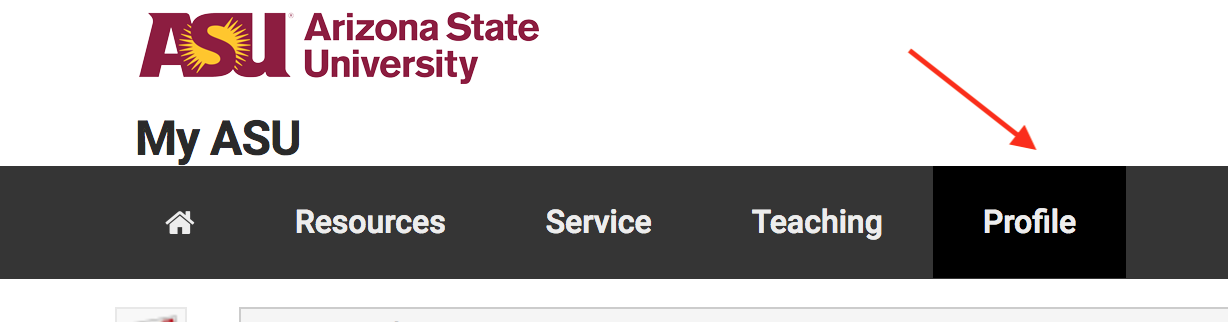 ASU Arizona State
University
My ASU
Resources Service Teaching Profile